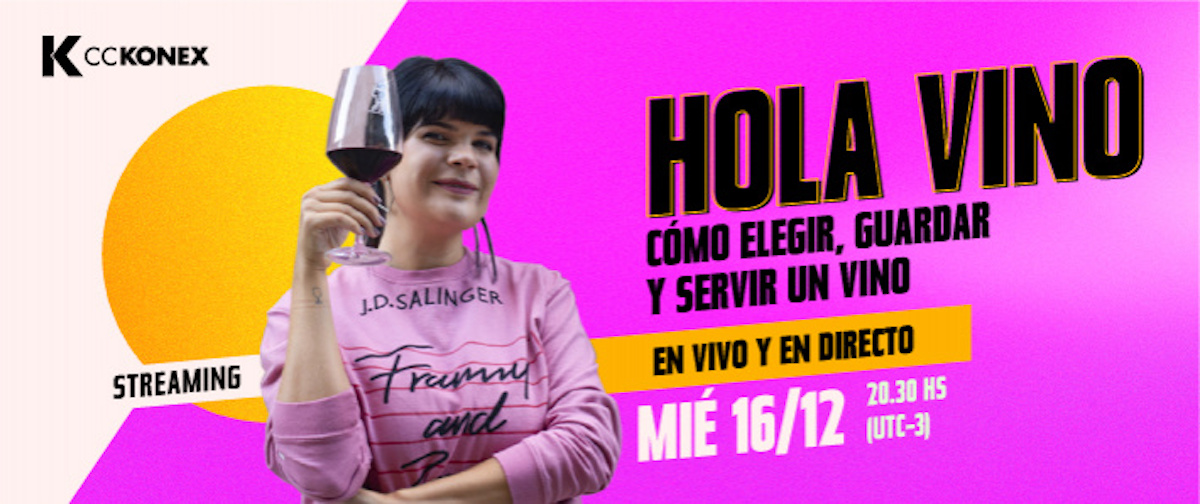 K CCKONEX
HOLA VINO
CÓMO ELEGIR, GUARDAR
Y SERVIR UN VINO
EN VIVO Y EN DIRECTO
MIÉ 16/12
20.30 HS
(UTC-3)
STREAMING
J.D.SALINGER
Franny
and